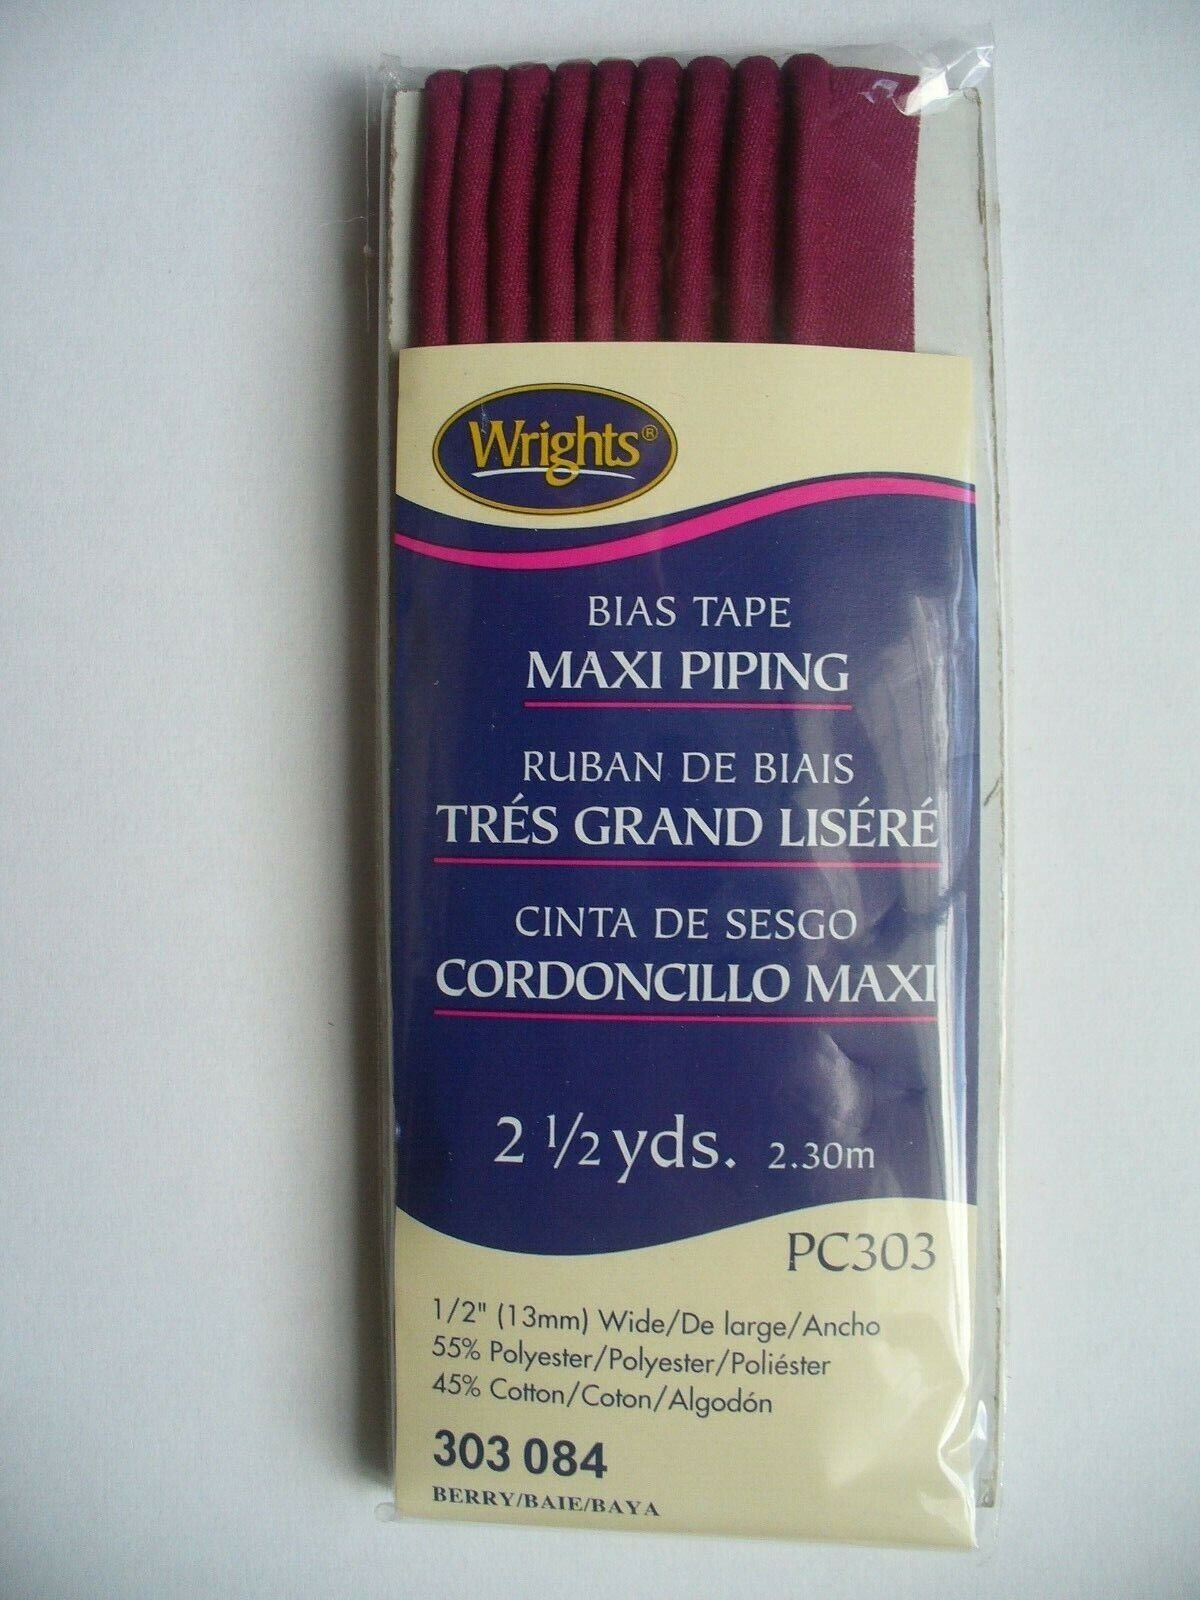 Wrights®
BIAS TAPE
MAXI PIPING
RUBAN DE BIAIS
TRÉS GRAND LISÉRÉ
CINTA DE SESGO
CORDONCILLO MAXI
2 1/2 yds. 2.30m
PC303
1/2" (13mm) Wide/De large/Ancho
55% Polyester/Polyester/Poliéster
45% Cotton/Coton/Algodón
303 084
BERRY/BAIE/BAYA